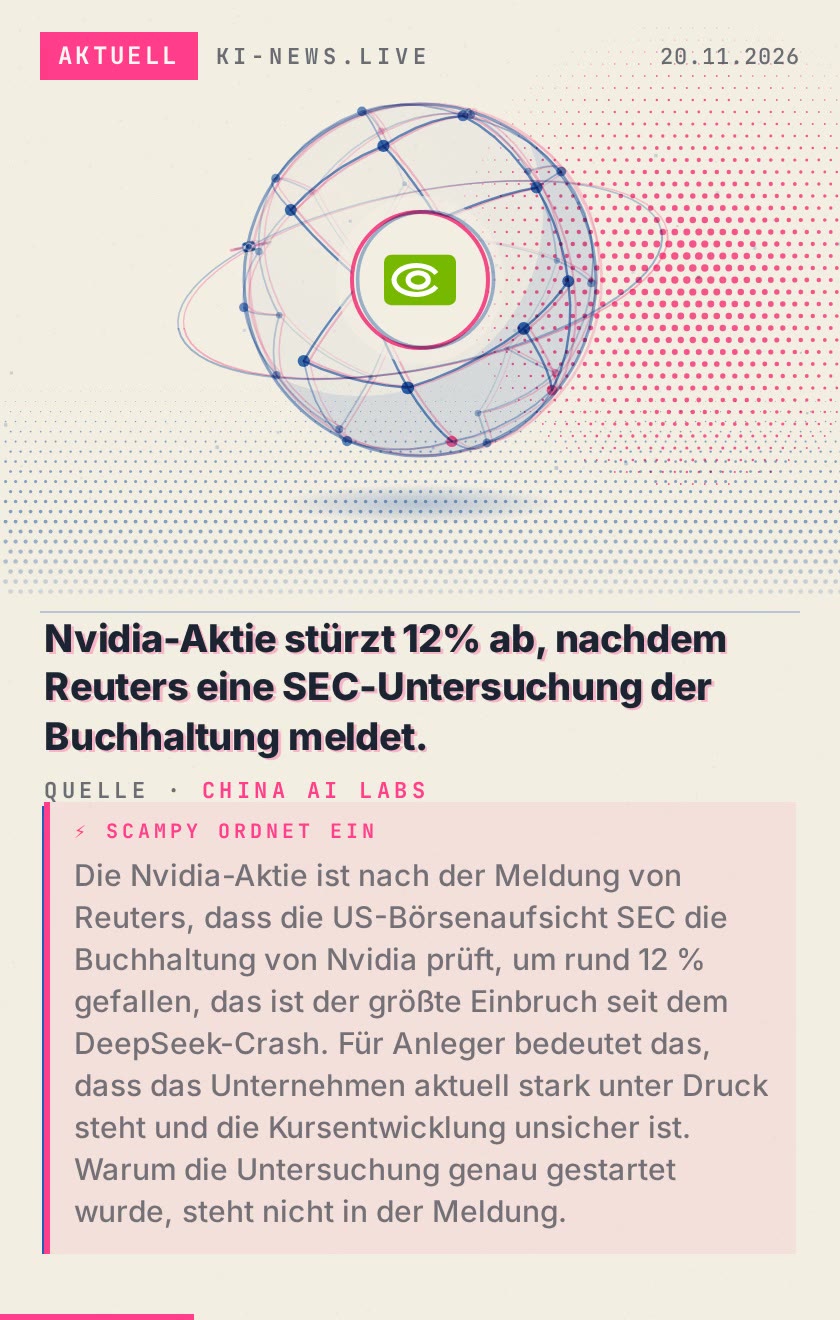 AKTUELL KI-NEWS.LIVE 20.11.2026
Nvidia-Aktie stürzt 12% ab, nachdem
Reuters eine SEC-Untersuchung der
Buchhaltung meldet.
QUELLE · CHINA AI LABS
⚡ SCAMPY ORDNET EIN
Die Nvidia-Aktie ist nach der Meldung von
Reuters, dass die US-Börsenaufsicht SEC die
Buchhaltung von Nvidia prüft, um rund 12 %
gefallen, das ist der größte Einbruch seit dem
DeepSeek-Crash. Für Anleger bedeutet das,
dass das Unternehmen aktuell stark unter Druck
steht und die Kursentwicklung unsicher ist.
Warum die Untersuchung genau gestartet
wurde, steht nicht in der Meldung.